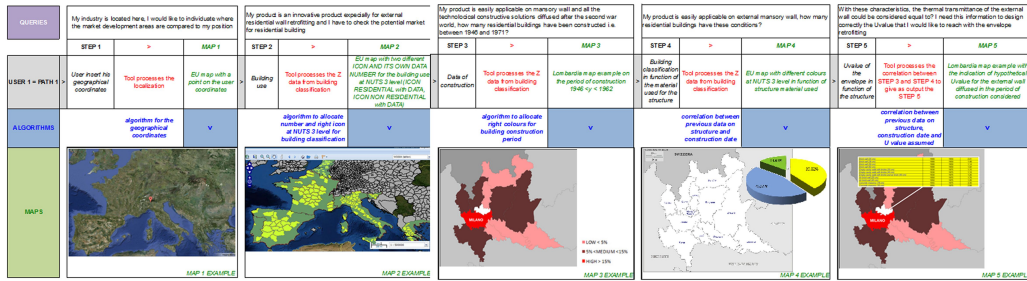 QUERIES
My industry is located here, I would like to individuate where
the market development areas are compared to my position
My product is an innovative product especially for external
residential wall retrofitting and I have to check the potential market
for residential building
My product is easily applicable on mansory wall and all the
technological constructive solutions diffused after the second war
world, how many residential buildings have been constructed i.e.
between 1945 and 1971?
My product is easily applicable on external mansory wall, how many
residential buildings have these conditions?
With these characteristics, the thermal transmittance of the external
wall could be considered equal to? I need this information to design
correctly the Uvalue that I would like to reach with the envelope
retrofitting
STEP 1 > MAP 1
STEP 2 > MAP 2
STEP 3 > MAP 3
STEP 4 > MAP 4
STEP 5 > MAP 5
USER 1 = PATH 1
>
User insert his
geographical
coordinates
Tool processes the
localization
EU map with a
point on the user
coordinates
>
Building
use
Tool processes the Z
data from building
classification
EU map with two different
ICON AND ITS OWN DATA
NUMBER for the building use
at NUTS 3 level (ICON
RESIDENTIAL with DATA,
ICON NON RESIDENTIAL
with DATA)
>
Data of
construction
Tool processes the Z
data from building
classification
Lombardia map example on
the period of construction
1946 <y < 1962
>
Building
classification
in function of
the material
used for the
structure
Tool processes the Z
data from building
classification
EU map with different colours
at NUTS 3 level in function of
structure material used
>
Uvalue of
the
envelope in
function of
the structure
Tool processes the
correlation between
STEP 3 and STEP 4 to
give as output the
STEP 5
Lombardia map example with
the indication of hypothetical
Uvalue for the external wall
diffused in the period of
construction considered
ALGORITHMS
algorithm for the
geographical
coordinates
v
algorithm to allocate
number and right icon
at NUTS 3 level for
building classification
v
algorithm to allocate
right colours for
building construction
period
v
correlation between
previous data on
structure and
construction date
v
correlation between
previous data on
structure,
construction date and
U value assumed
v
MAPS
MAP 1 EXAMPLE
MAP 2 EXAMPLE
MILANO
LOW < 5%
5%<MEDIUM <15%
HIGH > 15%
MAP 3 EXAMPLE
SVIZZERA
MAP 4 EXAMPLE
MILANO
MAP 5 EXAMPLE